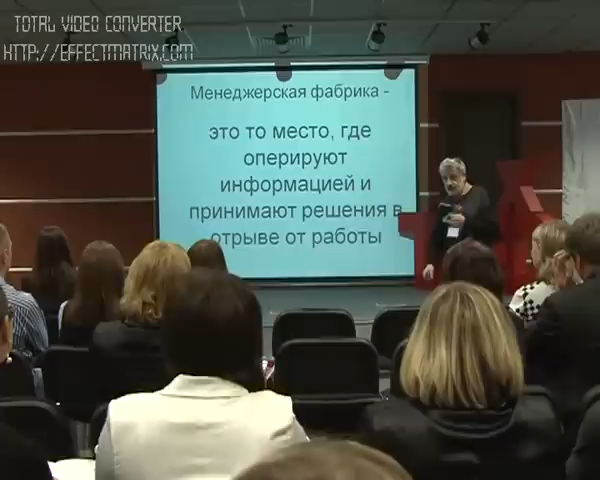 TOTAL VIDEO CONVERTER
HTTP://EFFECTMATRIX.COM
Менеджерская фабрика -
это то место, где
оперируют
информацией и
принимают решения в
отрыве от работы